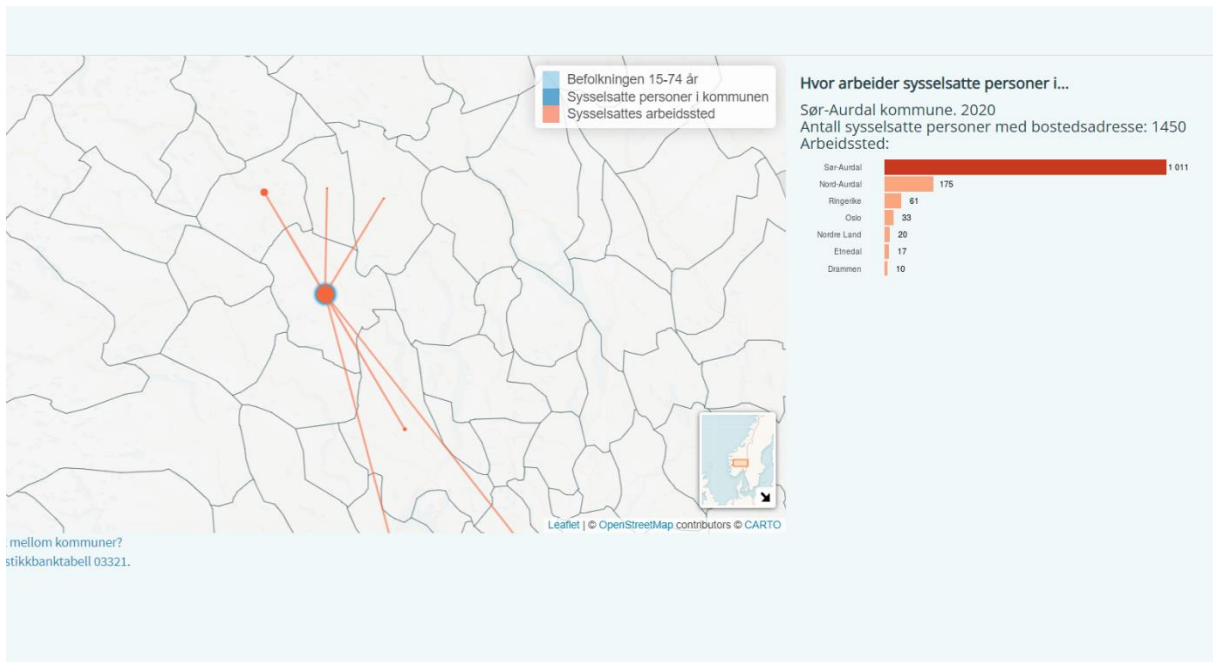 Befolkningen 15-74 år
Sysselsatte personer i kommunen
Sysselsattes arbeidssted
Leaflet | © OpenStreetMap contributors © CARTO
mellom kommuner?
stikkbanktabell 03321.
Hvor arbeider sysselsatte personer i...
Sør-Aurdal kommune. 2020
Antall sysselsatte personer med bostedsadresse: 1450
Arbeidssted:
Sør-Aurdal 1 011
Nord-Aurdal 175
Ringerike 61
Oslo 33
Nordre Land 20
Etnedal 17
Drammen 10